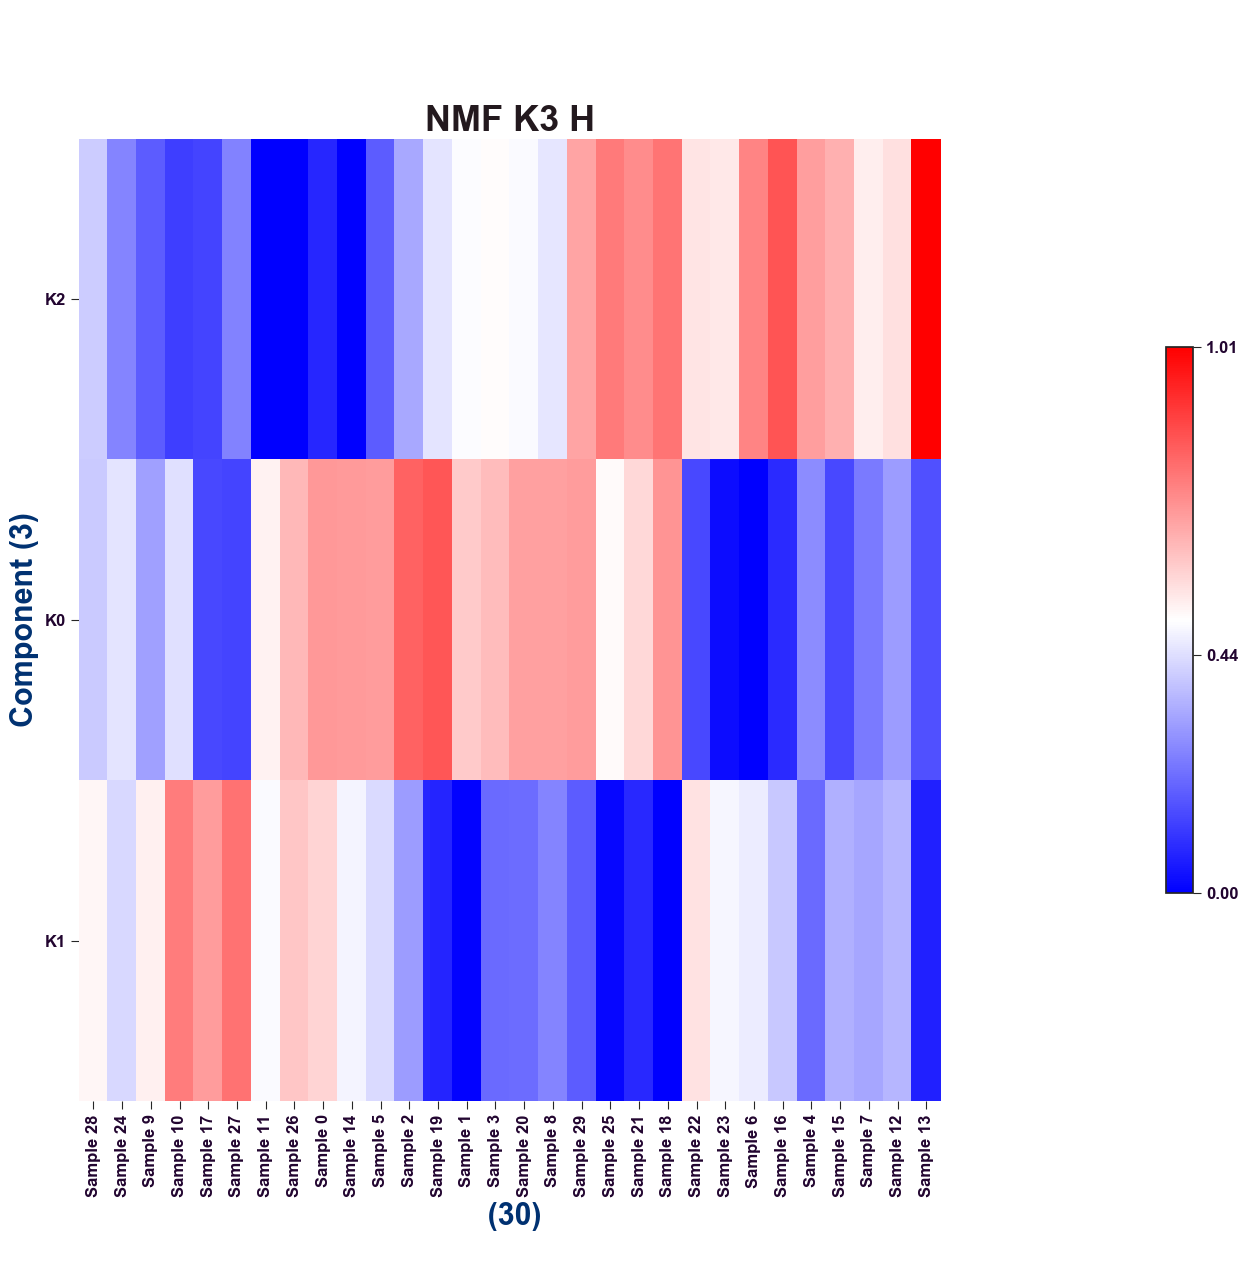 NMF K3 H
K2
K0
K1
Component (3)
Sample 28
Sample 24
Sample 9
Sample 10
Sample 17
Sample 27
Sample 11
Sample 26
Sample 0
Sample 14
Sample 5
Sample 2
Sample 19
Sample 1
Sample 3
Sample 20
Sample 8
Sample 29
Sample 25
Sample 21
Sample 18
Sample 22
Sample 23
Sample 6
Sample 16
Sample 4
Sample 15
Sample 7
Sample 12
Sample 13
(30)
1.01
0.44
0.00